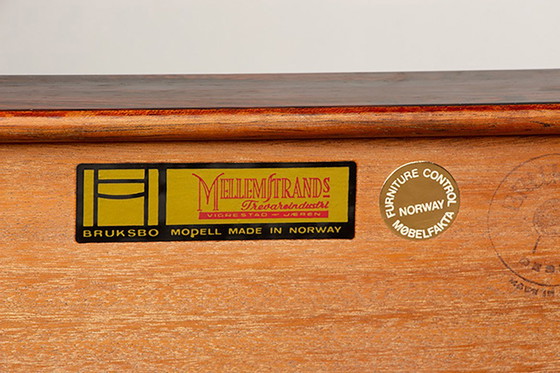 MELLEMSTRANDS
Trevareindustri
VIGRESTAD - JÆREN
BRUKSBO MODELL MADE IN NORWAY
FURNITURE CONTROL
NORWAY
MØBELFAKTA